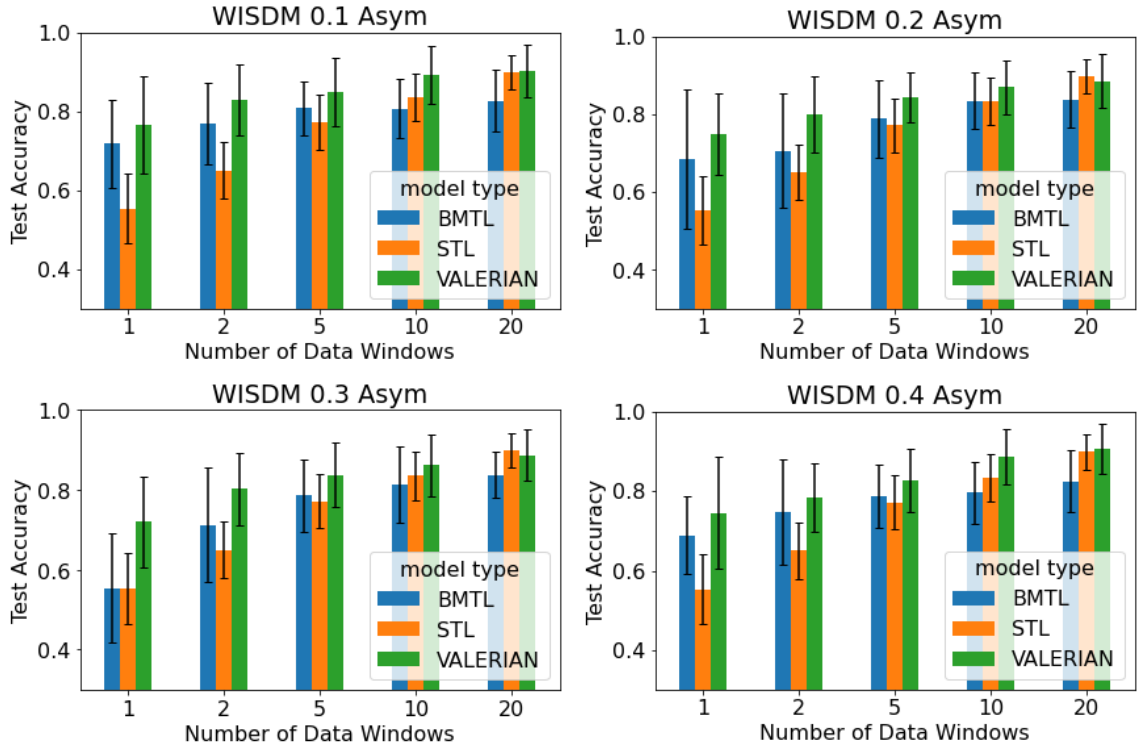 WISDM 0.1 Asym
Test Accuracy
1.0
0.8
0.6
0.4
model type
BMTL
STL
VALERIAN
1 2 5 10 20
Number of Data Windows
WISDM 0.2 Asym
Test Accuracy
1.0
0.8
0.6
0.4
model type
BMTL
STL
VALERIAN
1 2 5 10 20
Number of Data Windows
WISDM 0.3 Asym
Test Accuracy
1.0
0.8
0.6
0.4
model type
BMTL
STL
VALERIAN
1 2 5 10 20
Number of Data Windows
WISDM 0.4 Asym
Test Accuracy
1.0
0.8
0.6
0.4
model type
BMTL
STL
VALERIAN
1 2 5 10 20
Number of Data Windows